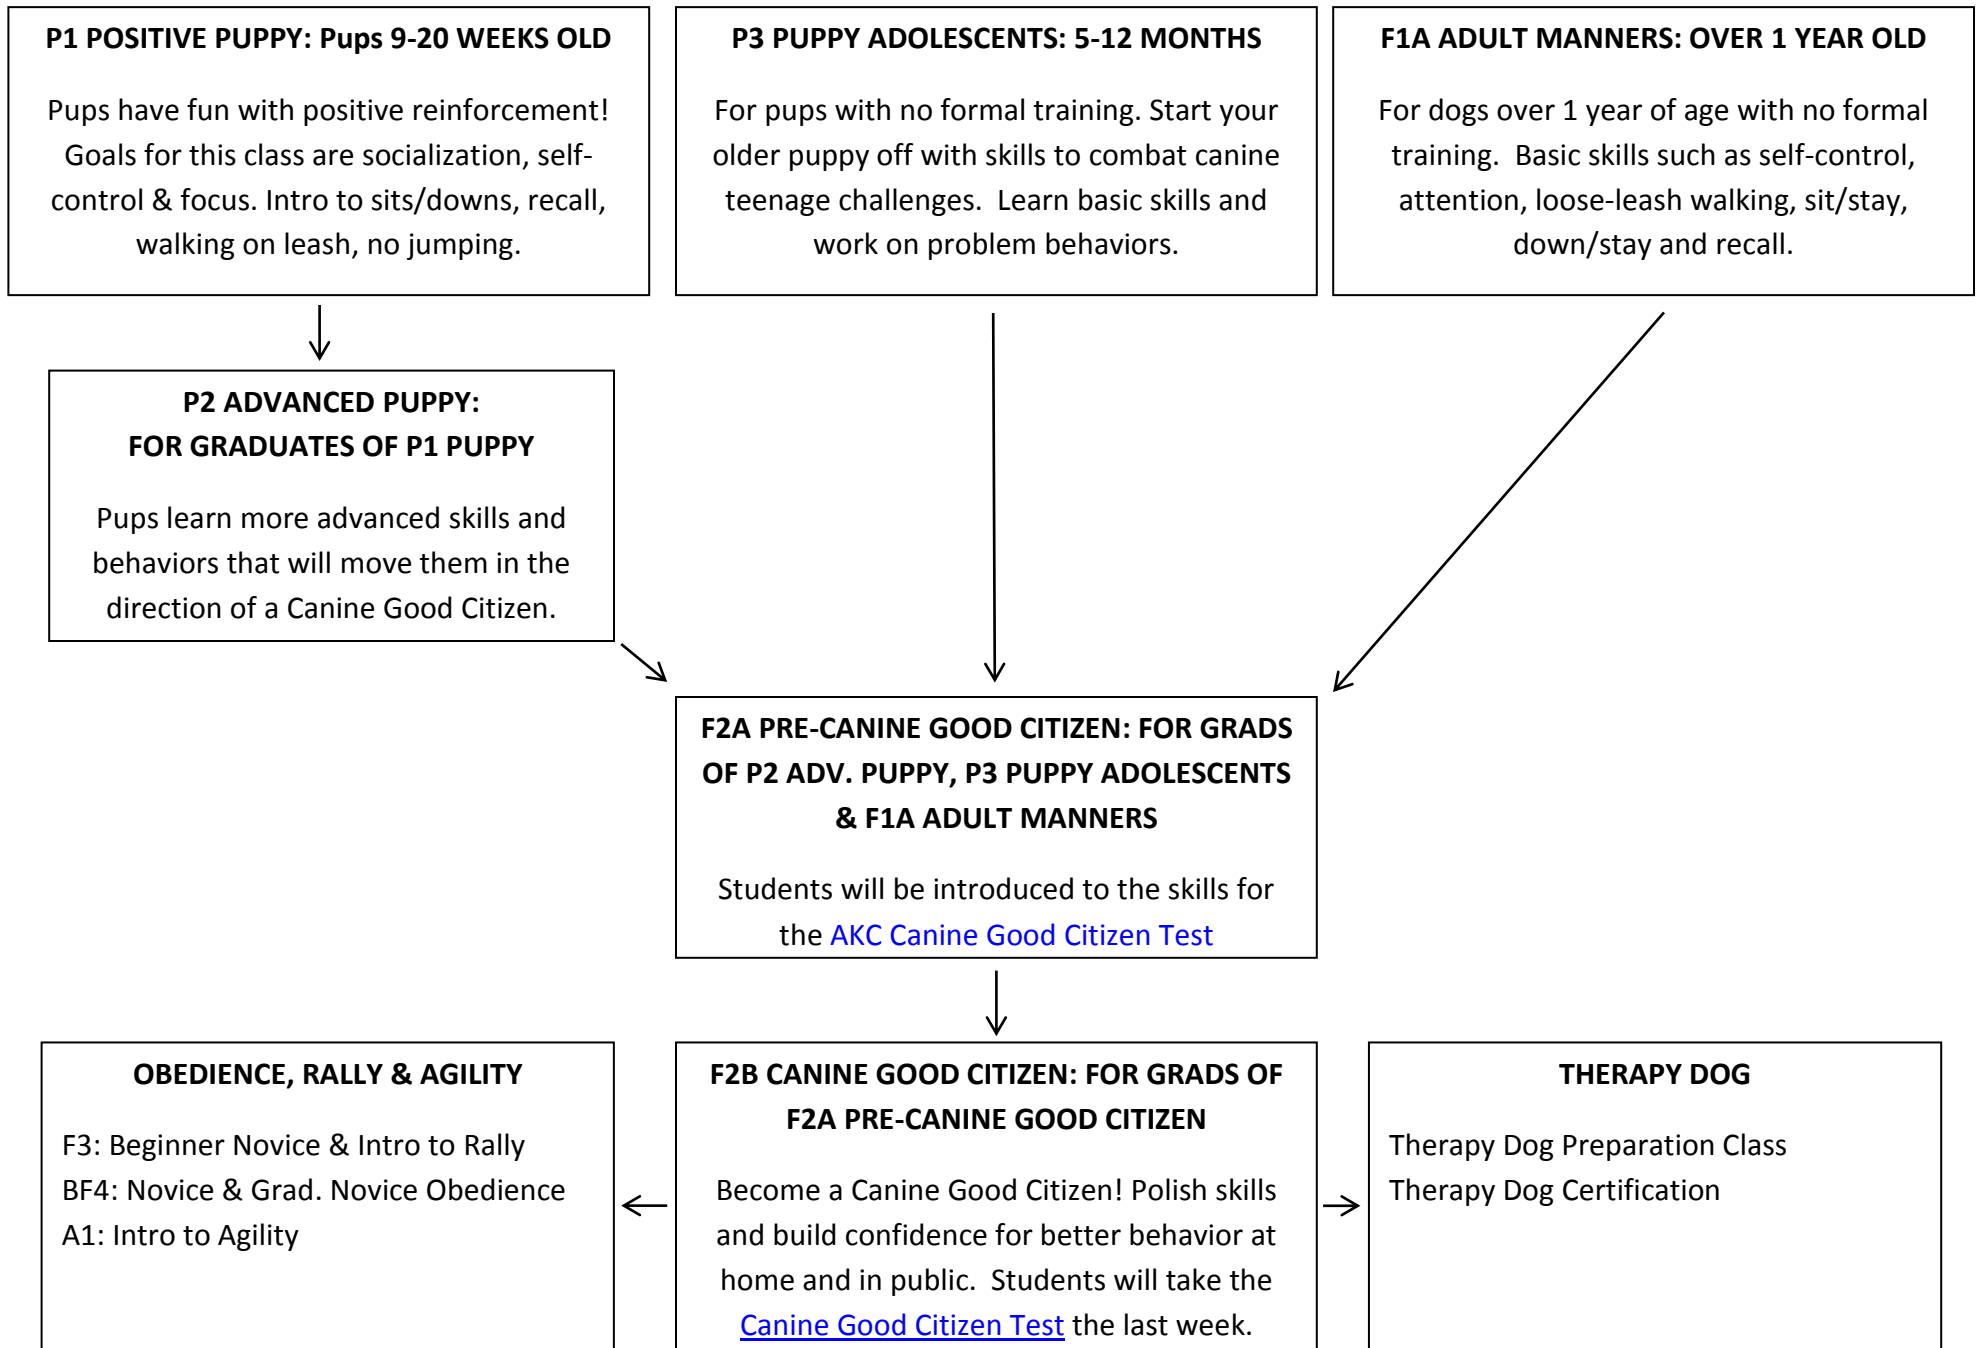 P1 POSITIVE PUPPY: Pups 9-20 WEEKS OLD
Pups have fun with positive reinforcement!
Goals for this class are socialization, self-
control & focus. Intro to sits/downs, recall,
walking on leash, no jumping.
P3 PUPPY ADOLESCENTS: 5-12 MONTHS
For pups with no formal training. Start your
older puppy off with skills to combat canine
teenage challenges.  Learn basic skills and
work on problem behaviors.
F1A ADULT MANNERS: OVER 1 YEAR OLD
For dogs over 1 year of age with no formal
training.  Basic skills such as self-control,
attention, loose-leash walking, sit/stay,
down/stay and recall.
P2 ADVANCED PUPPY:
FOR GRADUATES OF P1 PUPPY
Pups learn more advanced skills and
behaviors that will move them in the
direction of a Canine Good Citizen.
F2A PRE-CANINE GOOD CITIZEN: FOR GRADS
OF P2 ADV. PUPPY, P3 PUPPY ADOLESCENTS
& F1A ADULT MANNERS
Students will be introduced to the skills for
the AKC Canine Good Citizen Test
OBEDIENCE, RALLY & AGILITY
F3: Beginner Novice & Intro to Rally
BF4: Novice & Grad. Novice Obedience
A1: Intro to Agility
F2B CANINE GOOD CITIZEN: FOR GRADS OF
F2A PRE-CANINE GOOD CITIZEN
Become a Canine Good Citizen! Polish skills
and build confidence for better behavior at
home and in public.  Students will take the
Canine Good Citizen Test the last week.
THERAPY DOG
Therapy Dog Preparation Class
Therapy Dog Certification